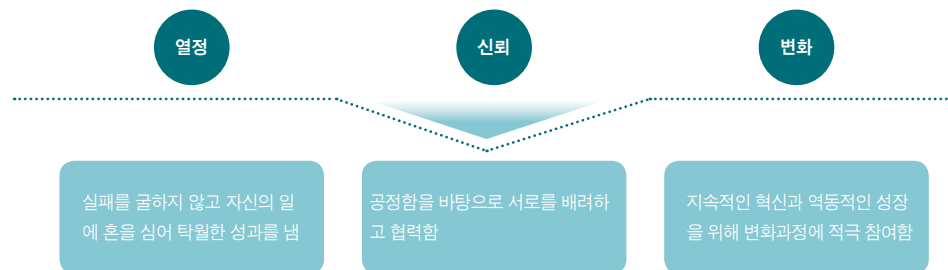 열정
신뢰
변화
실패를 굴하지 않고 자신의 일
에 혼을 심어 탁월한 성과를 냄
공정함을 바탕으로 서로를 배려하
고 협력함
지속적인 혁신과 역동적인 성장
을 위해 변화과정에 적극 참여함